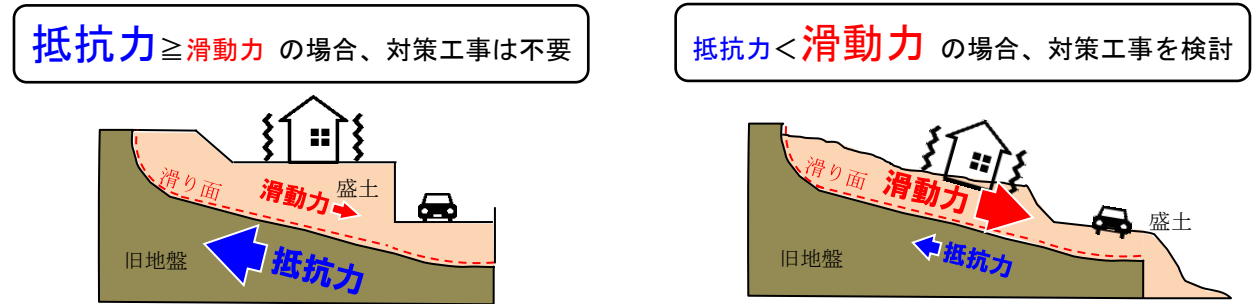 抵抗力≧滑動力 の場合、対策工事は不要
滑り面
滑動力
盛土
旧地盤
抵抗力
抵抗力＜滑動力 の場合、対策工事を検討
滑り面
滑動力
盛土
旧地盤
抵抗力